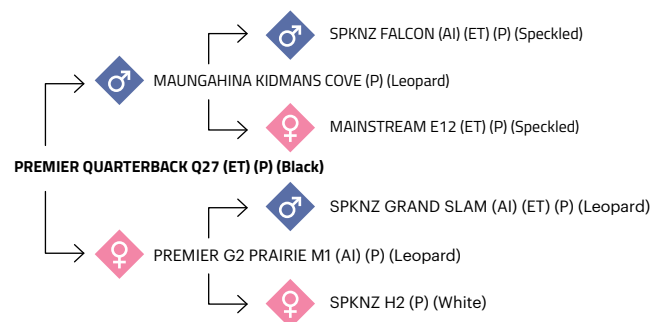 SPKNZ FALCON (AI) (ET) (P) (Speckled)
MAUNGAHINA KIDMANS COVE (P) (Leopard)
MAINSTREAM E12 (ET) (P) (Speckled)
PREMIER QUARTERBACK Q27 (ET) (P) (Black)
SPKNZ GRAND SLAM (AI) (ET) (P) (Leopard)
PREMIER G2 PRAIRIE M1 (AI) (P) (Leopard)
SPKNZ H2 (P) (White)